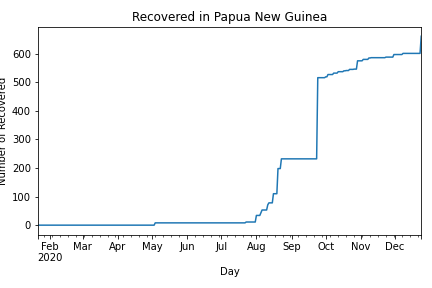 Recovered in Papua New Guinea
Number of Recovered
600
500
400
300
200
100
0
Feb Mar Apr May Jun Jul Aug Sep Oct Nov Dec
2020
Day